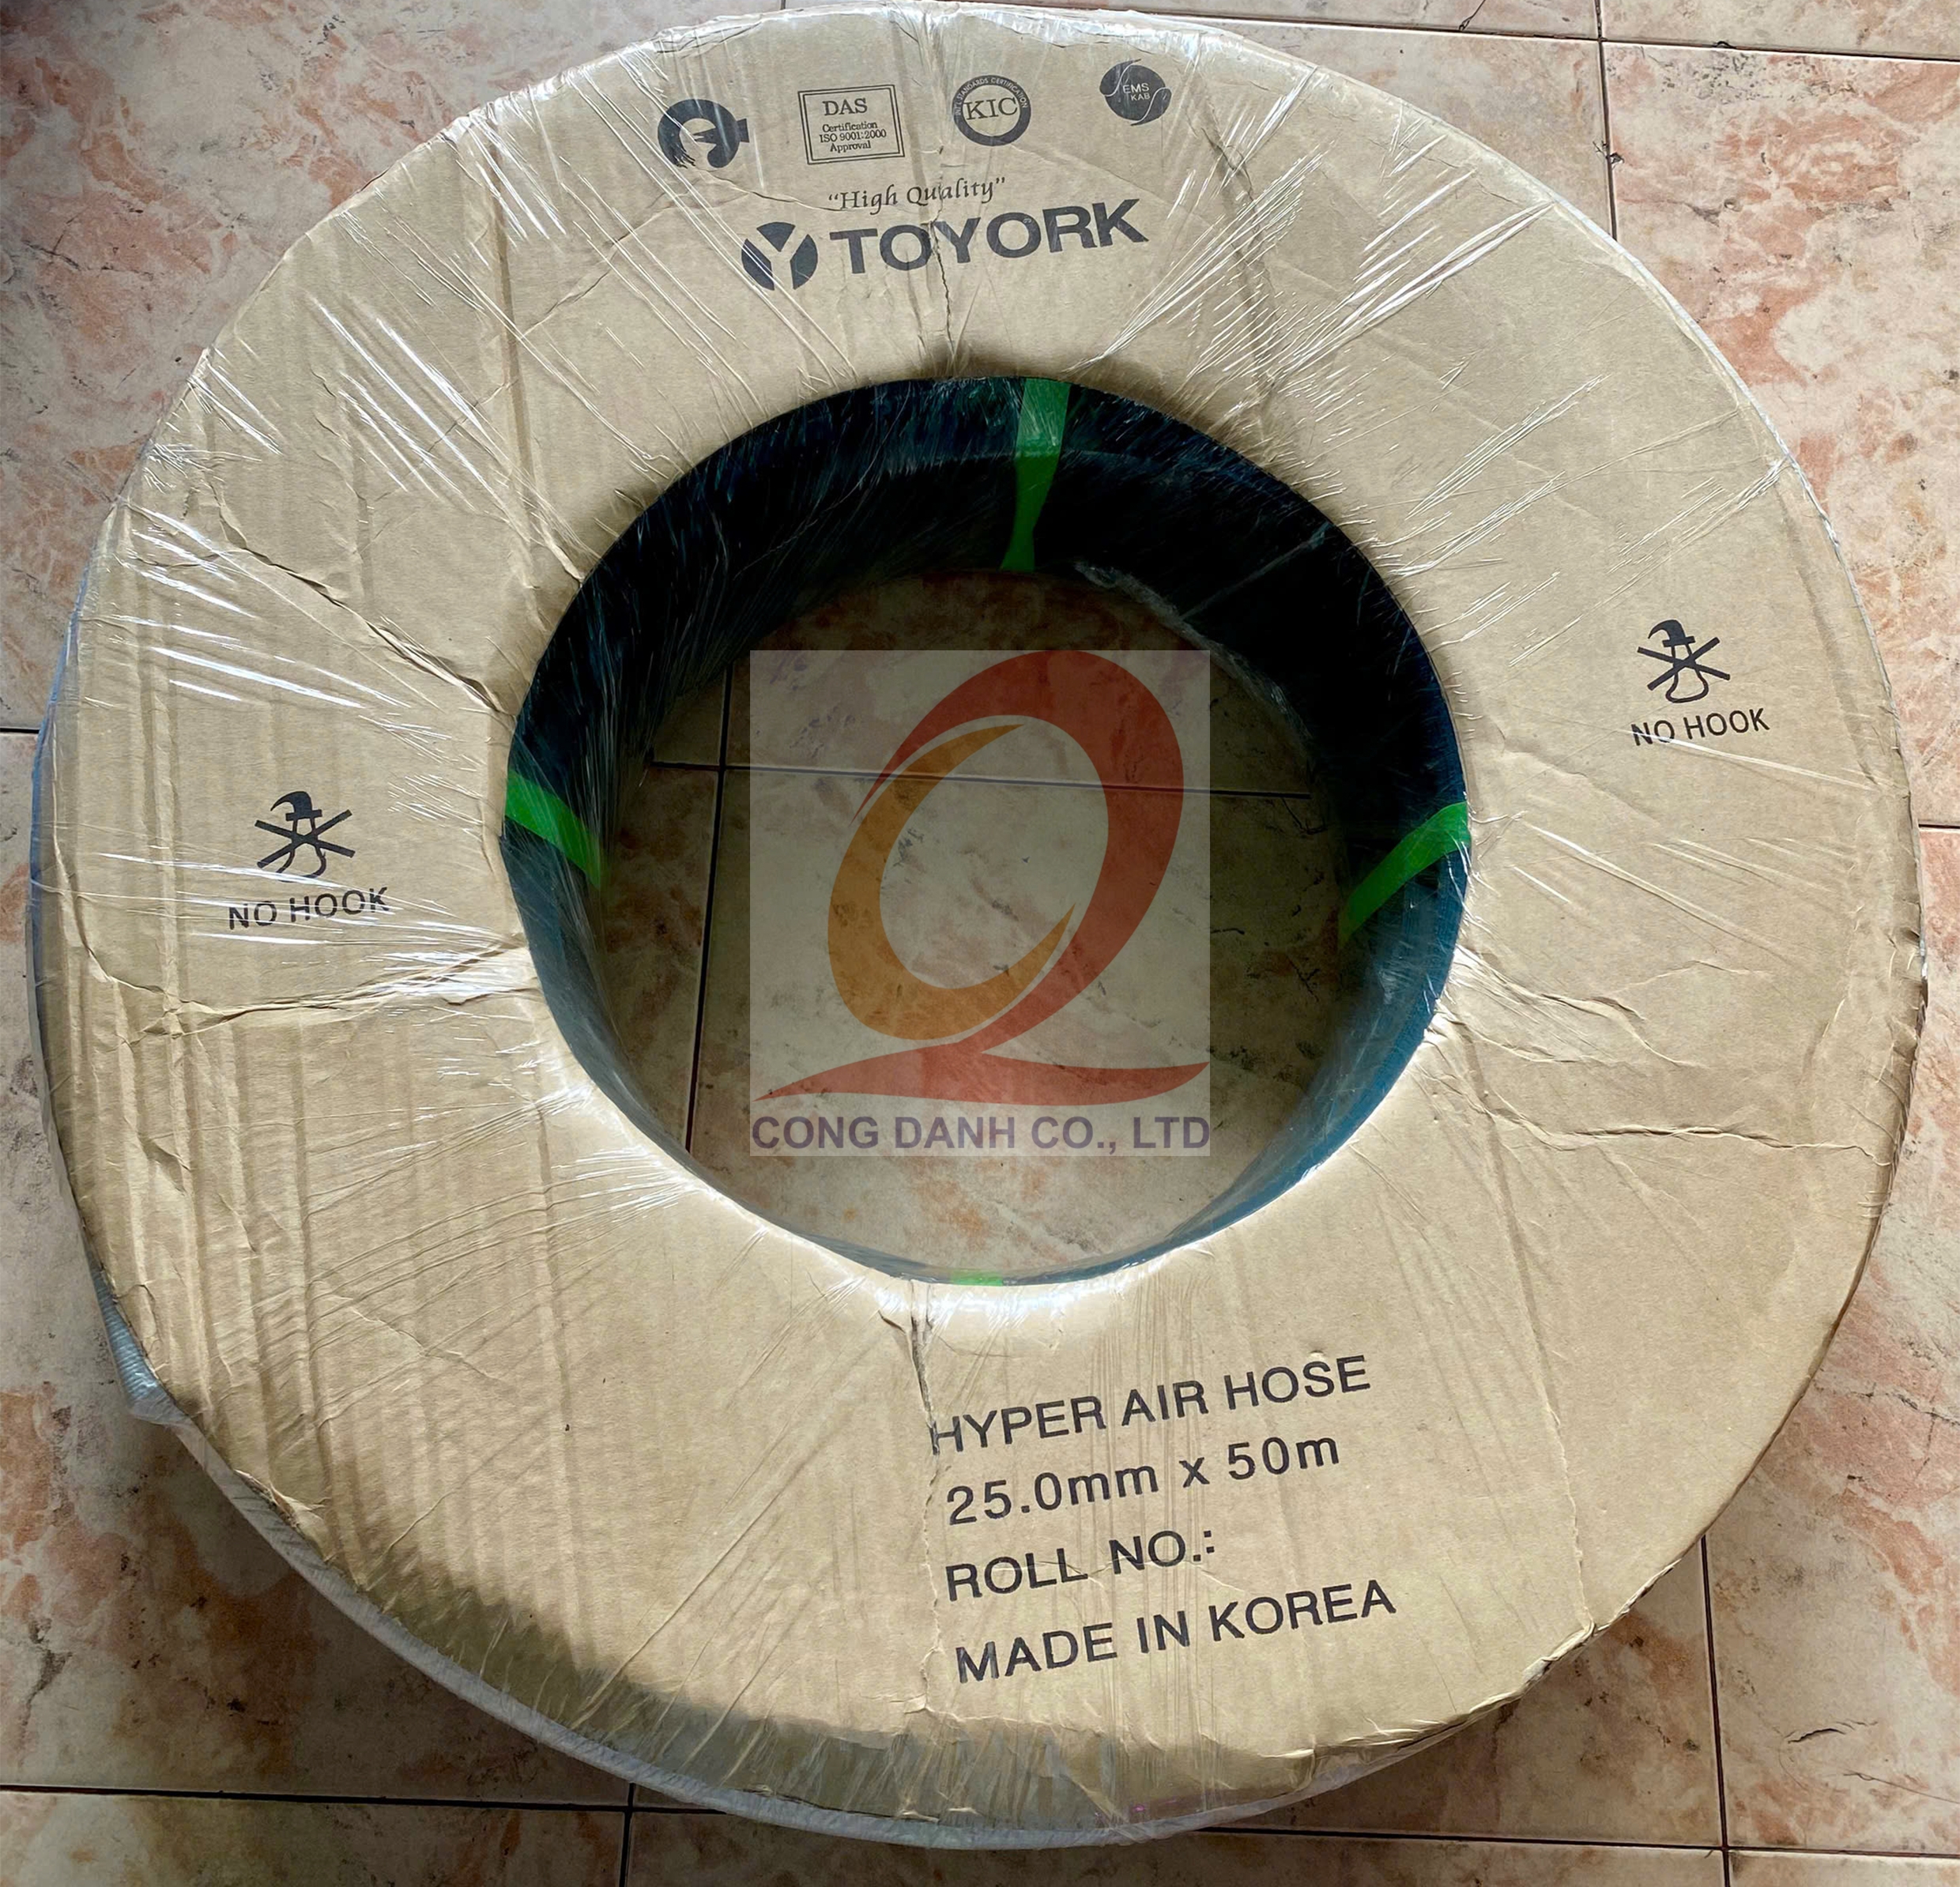 DAS
Certification
ISO 9001:2000
Approval
KIC
EMS
KAB
“High Quality”
TOYORK
NO HOOK
NO HOOK
CONG DANH CO., LTD
HYPER AIR HOSE
25.0mm x 50m
ROLL NO.:
MADE IN KOREA